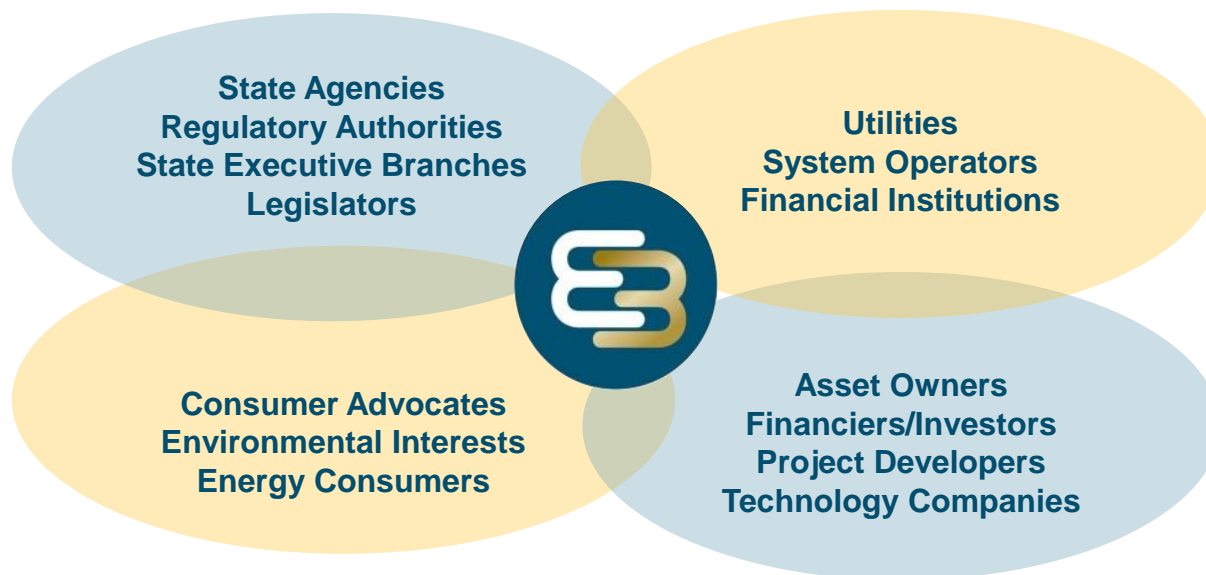 State Agencies
Regulatory Authorities
State Executive Branches
Legislators
Utilities
System Operators
Financial Institutions
Consumer Advocates
Environmental Interests
Energy Consumers
Asset Owners
Financiers/Investors
Project Developers
Technology Companies